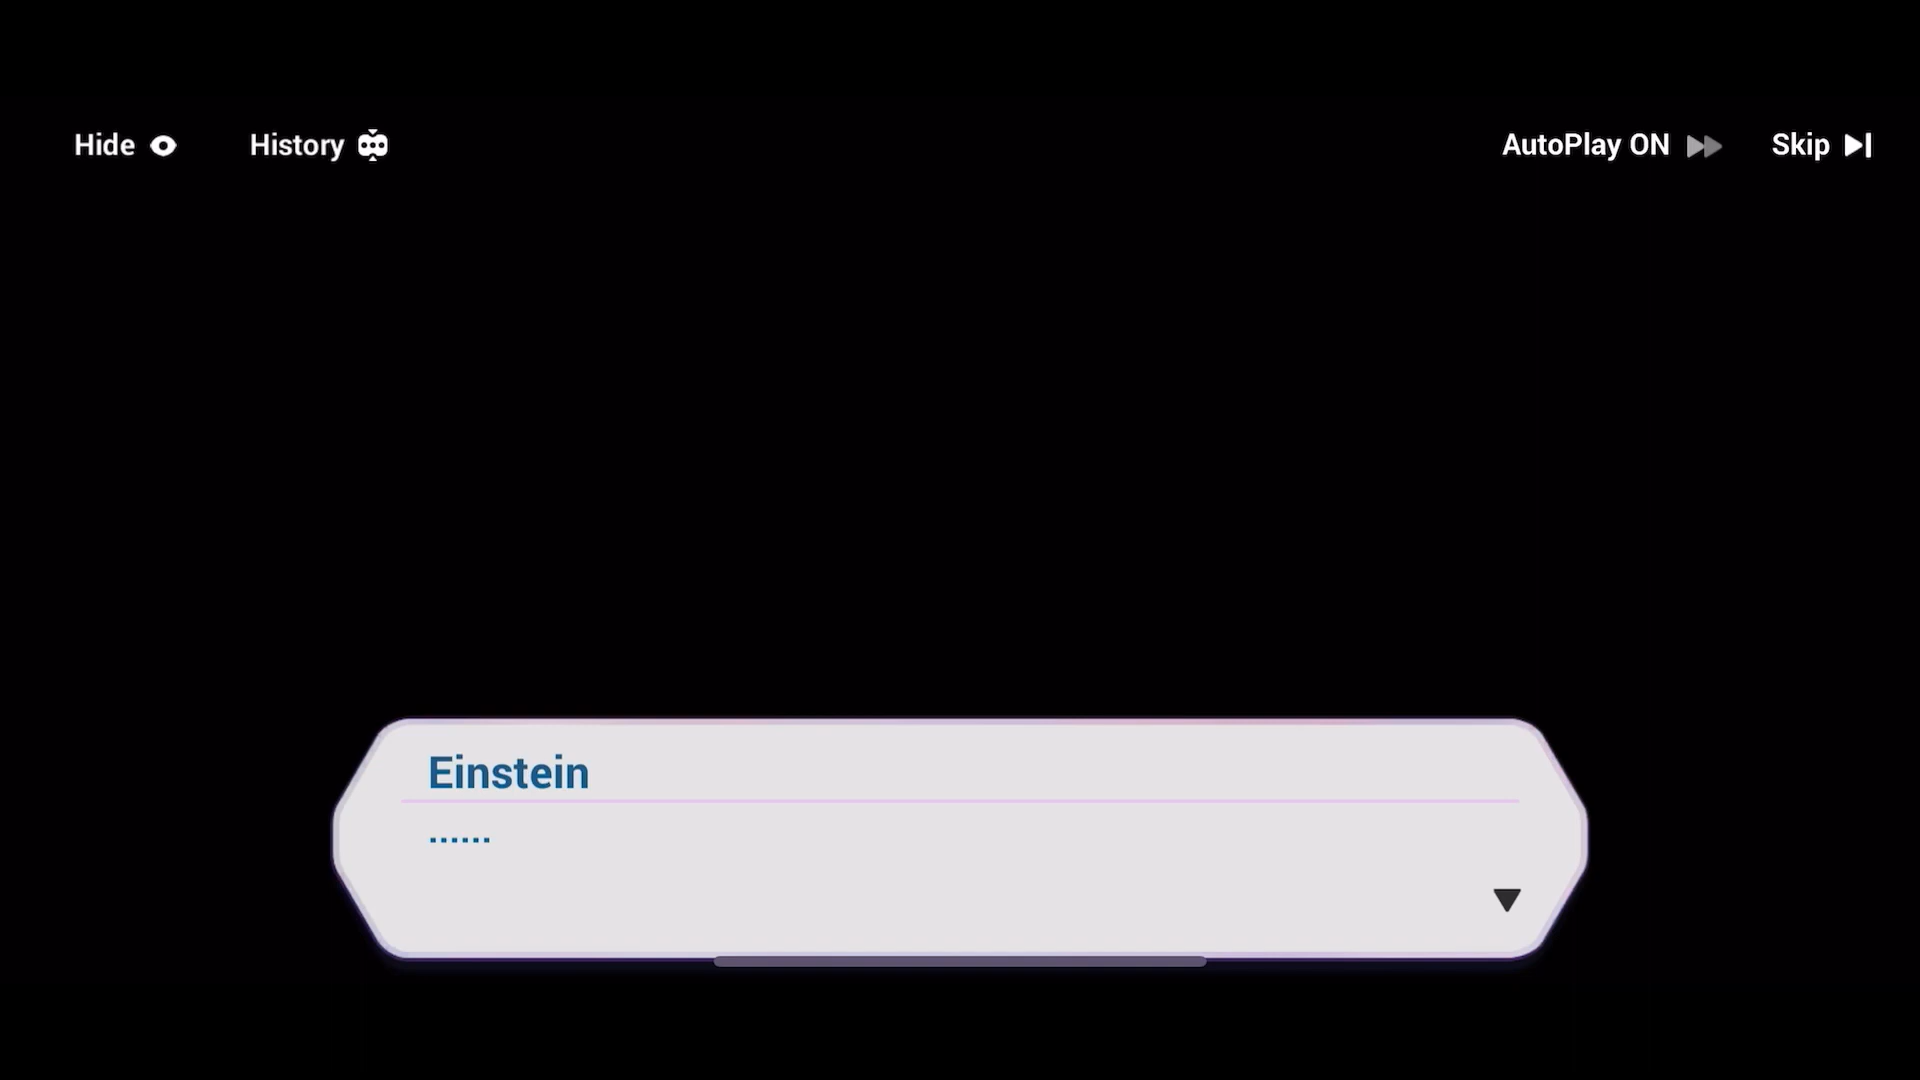 Hide
History
AutoPlay ON
Skip
Einstein
......